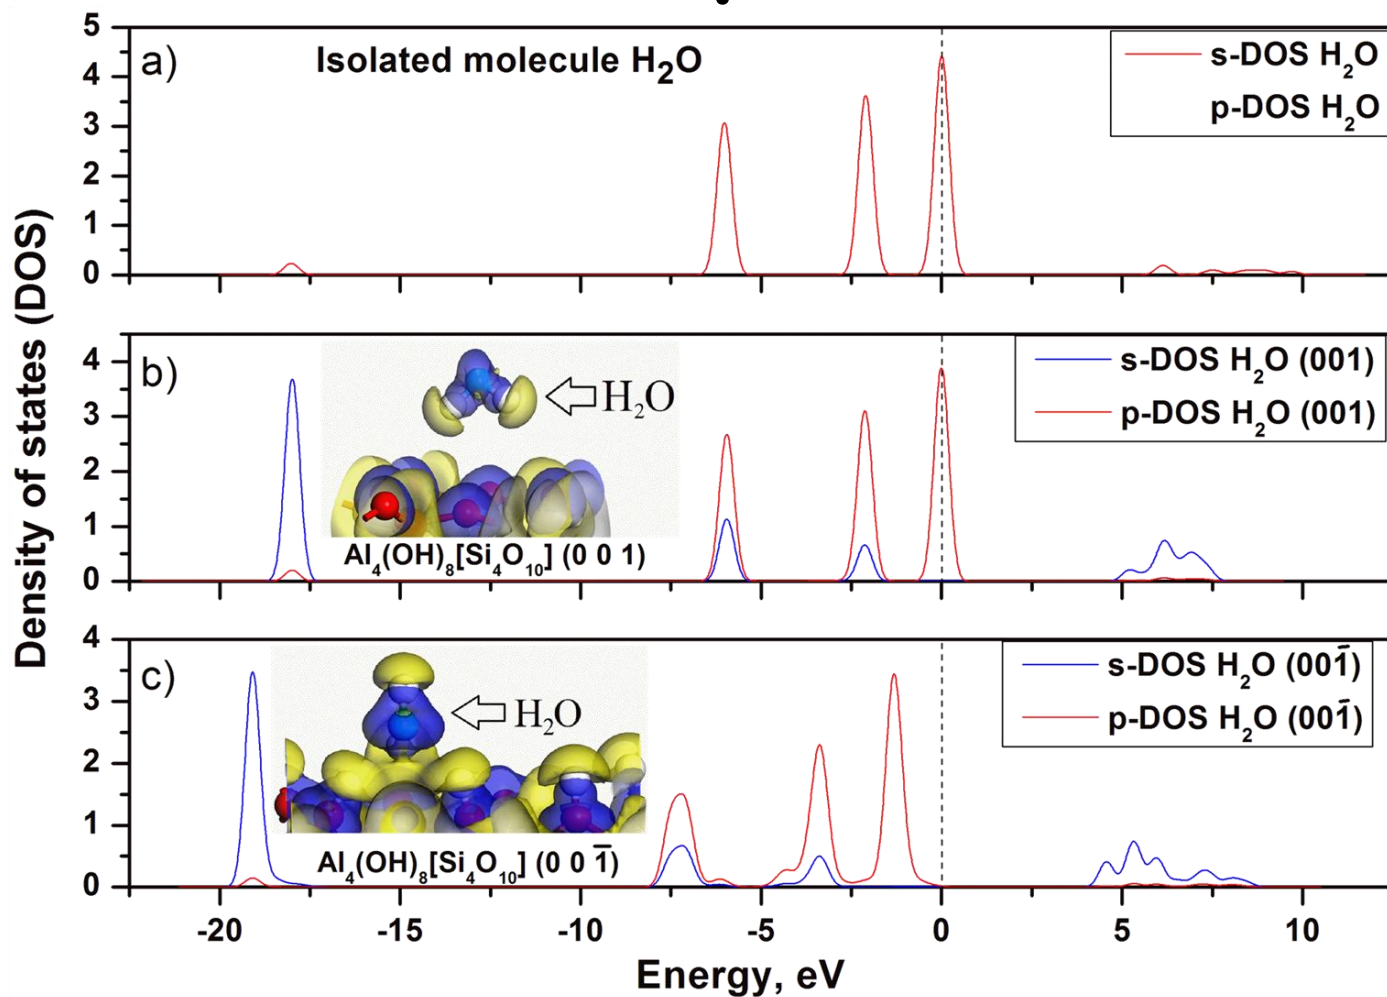 Density of states (DOS)
5
4
3
2
1
0
a)
Isolated molecule H₂O
s-DOS H₂O
p-DOS H₂O
4
3
2
1
0
b)
H₂O
Al₄(OH)₈[Si₄O₁₀] (0 0 1)
s-DOS H₂O (001)
p-DOS H₂O (001)
4
3
2
1
0
c)
H₂O
Al₄(OH)₈[Si₄O₁₀] (0 0 1̄)
s-DOS H₂O (001̄)
p-DOS H₂O (001̄)
-20 -15 -10 -5 0 5 10
Energy, eV